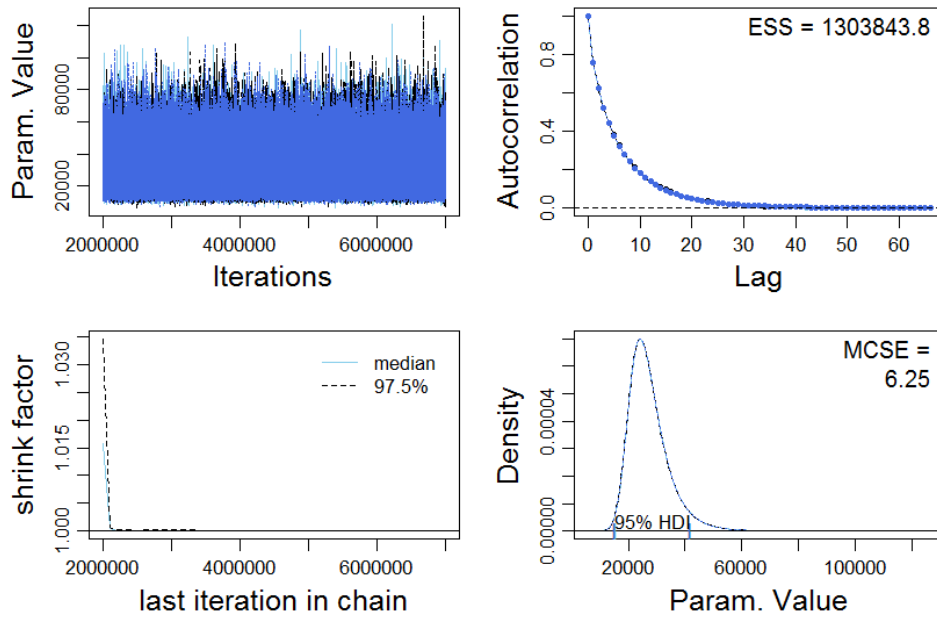 Param. Value
80000
20000
2000000 4000000 6000000
Iterations
Autocorrelation
0.8
0.4
0.0
ESS = 1303843.8
0 10 20 30 40 50 60
Lag
shrink factor
1.030
1.015
1.000
median
97.5%
2000000 4000000 6000000
last iteration in chain
Density
0.00004
0.00000
MCSE =
6.25
95% HDI
20000 60000 100000
Param. Value